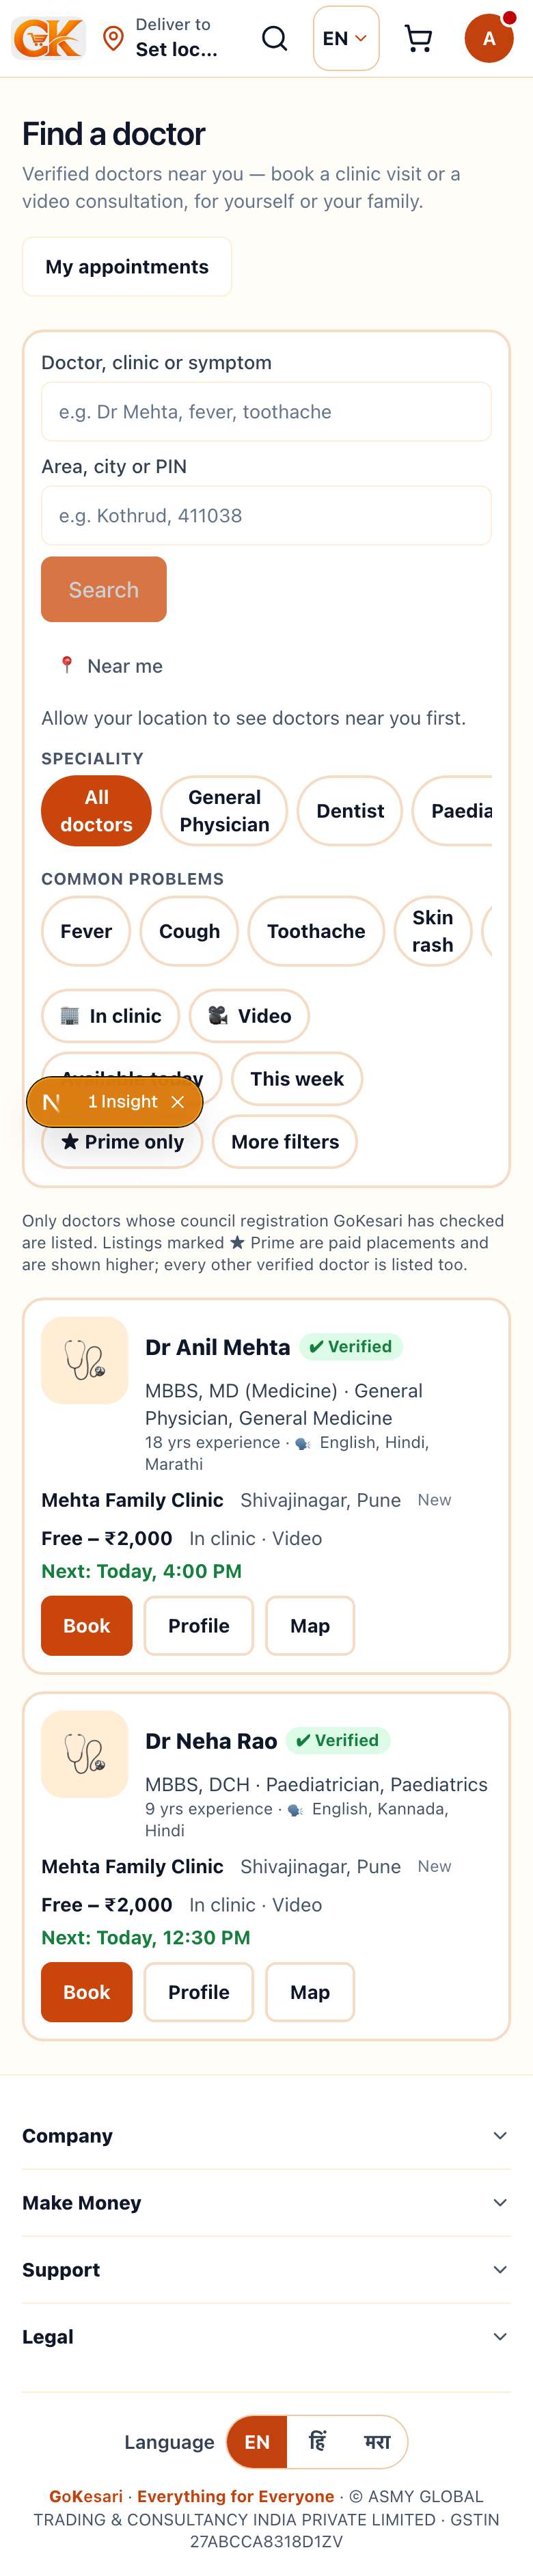 GK
Deliver to
Set loc...
EN
A
Find a doctor
Verified doctors near you — book a clinic visit or a
video consultation, for yourself or your family.
My appointments
Doctor, clinic or symptom
e.g. Dr Mehta, fever, toothache
Area, city or PIN
e.g. Kothrud, 411038
Search
📍 Near me
Allow your location to see doctors near you first.
SPECIALITY
All
doctors
General
Physician
Dentist
Paedia
COMMON PROBLEMS
Fever
Cough
Toothache
Skin
rash
In clinic
Video
Available today
This week
N 1 Insight ×
★ Prime only
More filters
Only doctors whose council registration GoKesari has checked
are listed. Listings marked ★ Prime are paid placements and
are shown higher; every other verified doctor is listed too.
Dr Anil Mehta ✔ Verified
MBBS, MD (Medicine) · General
Physician, General Medicine
18 yrs experience · 🗣 English, Hindi,
Marathi
Mehta Family Clinic Shivajinagar, Pune New
Free – ₹2,000 In clinic · Video
Next: Today, 4:00 PM
Book Profile Map
Dr Neha Rao ✔ Verified
MBBS, DCH · Paediatrician, Paediatrics
9 yrs experience · 🗣 English, Kannada,
Hindi
Mehta Family Clinic Shivajinagar, Pune New
Free – ₹2,000 In clinic · Video
Next: Today, 12:30 PM
Book Profile Map
Company
Make Money
Support
Legal
Language EN हिं मरा
GoKesari · Everything for Everyone · © ASMY GLOBAL
TRADING & CONSULTANCY INDIA PRIVATE LIMITED · GSTIN
27ABCCA8318D1ZV